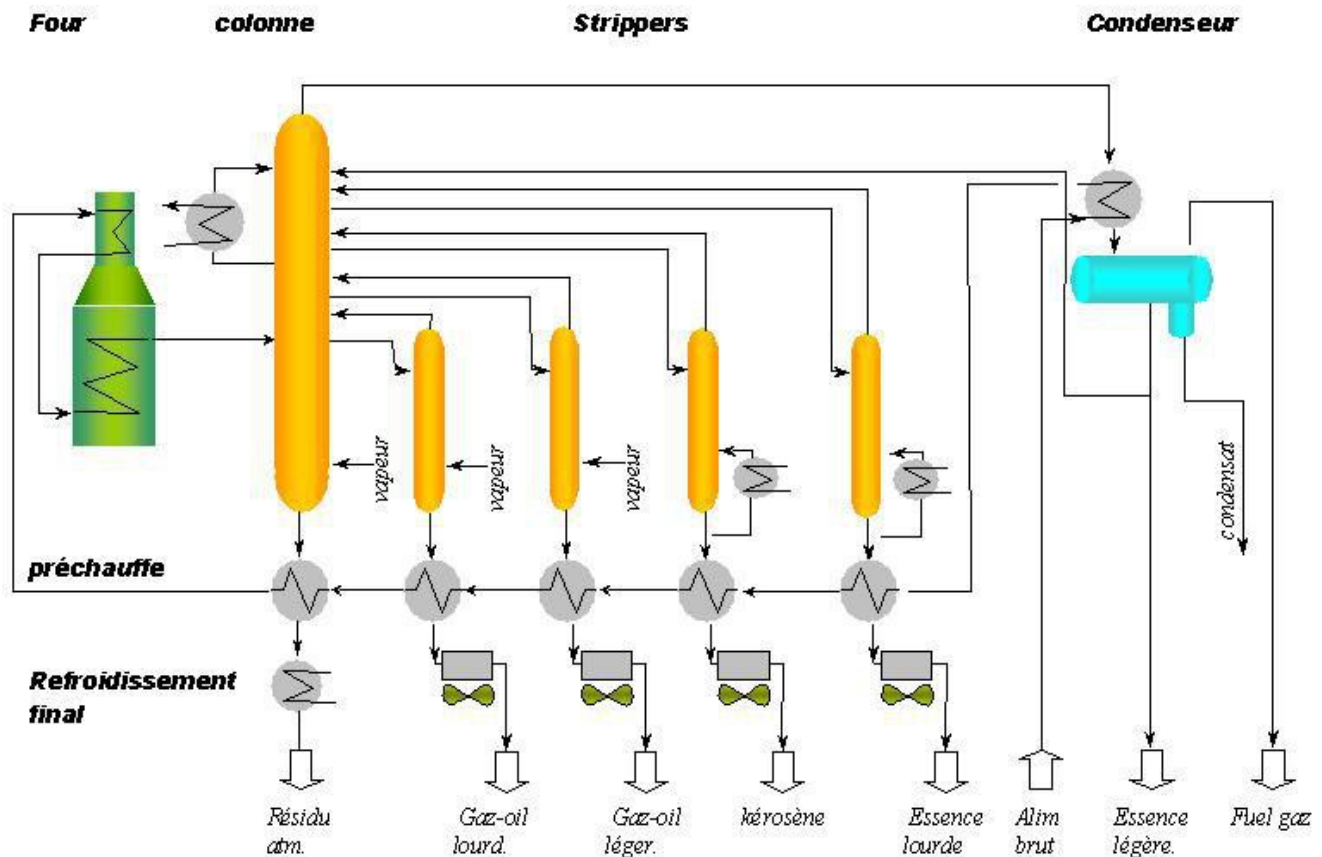 Four
colonne
Strippers
Condenseur
vapeur
vapeur
vapeur
condensat
préchauffe
Refroidissement
final
Résidu
atm.
Gaz-oil
lourd.
Gaz-oil
léger.
kérosène
Essence
lourde
Alim
brut
Essence
légère.
Fuel gaz